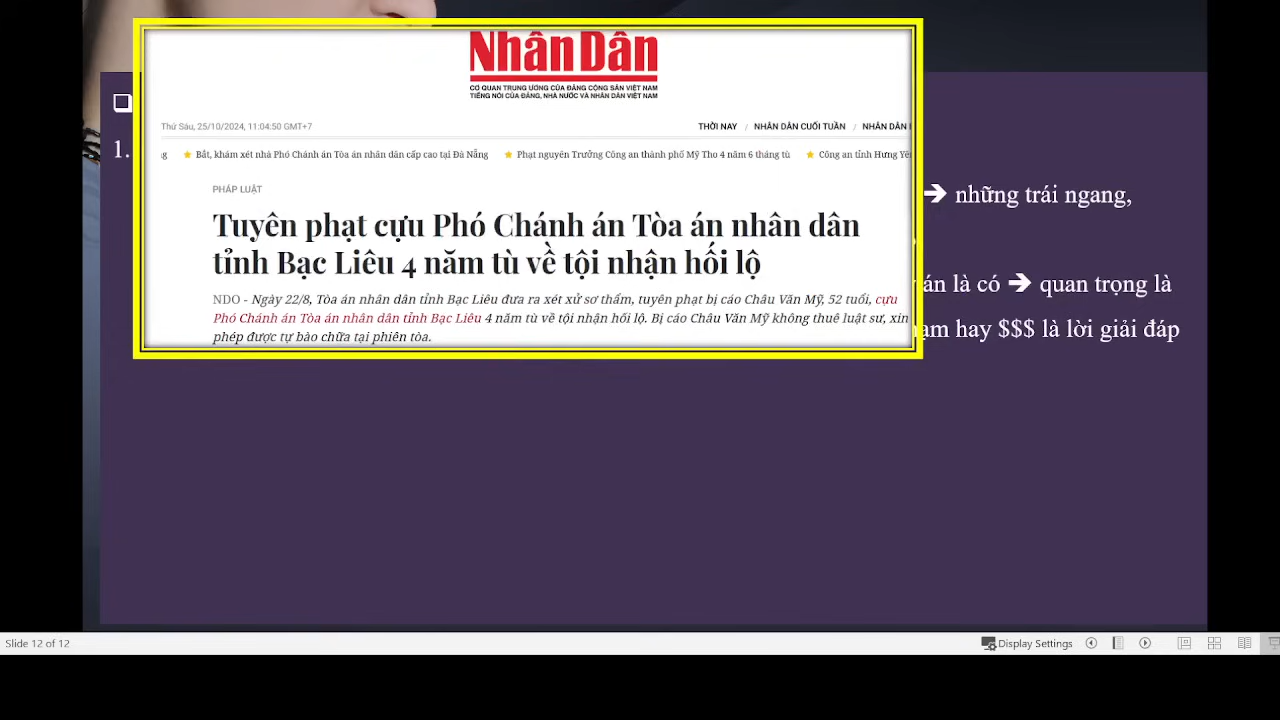 NhânDân
CƠ QUAN TRUNG ƯƠNG CỦA ĐẢNG CỘNG SẢN VIỆT NAM
TIẾNG NÓI CỦA ĐẢNG, NHÀ NƯỚC VÀ NHÂN DÂN VIỆT NAM
Thứ Sáu, 25/10/2024, 11:04:50 GMT+7
THỜI NAY / NHÂN DÂN CUỐI TUẦN / NHÂN DÂN
1.
Bắt, khám xét nhà Phó Chánh án Tòa án nhân dân cấp cao tại Đà Nẵng
Phạt nguyên Trưởng Công an thành phố Mỹ Tho 4 năm 6 tháng tù
Công an tỉnh Hưng
PHÁP LUẬT
➔ những trái ngang,
Tuyên phạt cựu Phó Chánh án Tòa án nhân dân
tỉnh Bạc Liêu 4 năm tù về tội nhận hối lộ
án là có ➔ quan trọng là
NDO - Ngày 22/8, Tòa án nhân dân tỉnh Bạc Liêu đưa ra xét xử sơ thẩm, tuyên phạt bị cáo Châu Văn Mỹ, 52 tuổi, cựu
Phó Chánh án Tòa án nhân dân tỉnh Bạc Liêu 4 năm tù về tội nhận hối lộ. Bị cáo Châu Văn Mỹ không thuê luật sư, xin
phép được tự bào chữa tại phiên tòa.
hay $$$ là lời giải đáp
Slide 12 of 12
Display Settings